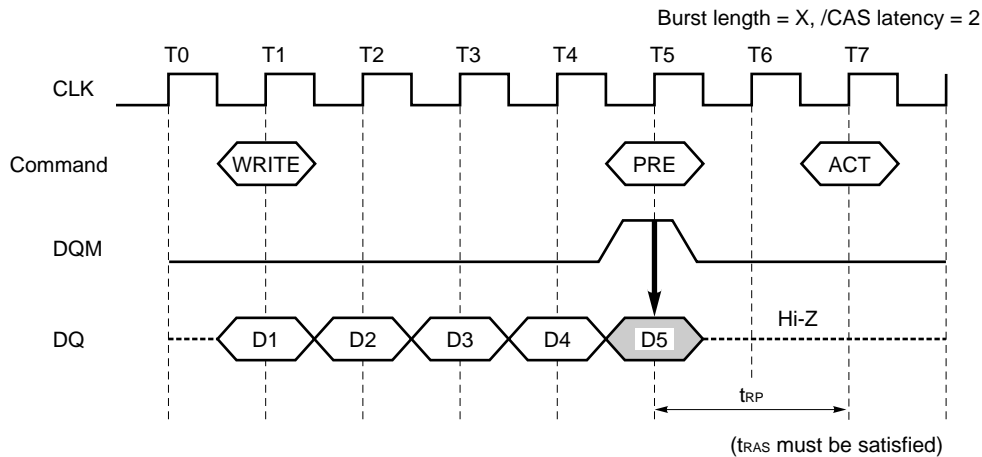 Burst length = X, /CAS latency = 2
T0 T1 T2 T3 T4 T5 T6 T7
CLK
Command WRITE PRE ACT
DQM
Hi-Z
DQ D1 D2 D3 D4 D5
tRP
(tRAS must be satisfied)